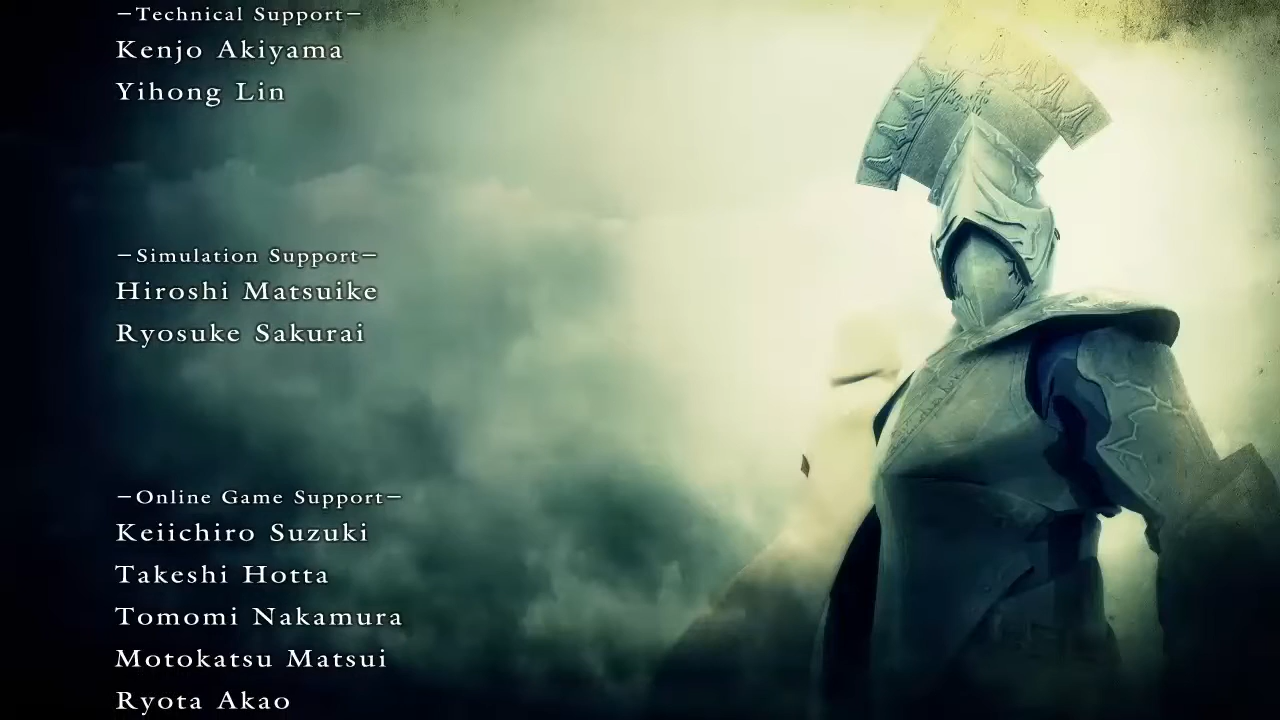 —Technical Support—
Kenjo Akiyama
Yihong Lin
—Simulation Support—
Hiroshi Matsuike
Ryosuke Sakurai
—Online Game Support—
Keiichiro Suzuki
Takeshi Hotta
Tomomi Nakamura
Motokatsu Matsui
Ryota Akao